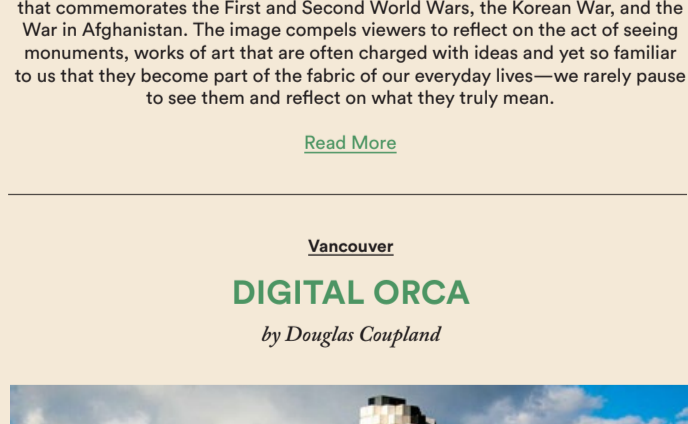 that commemorates the First and Second World Wars, the Korean War, and the
War in Afghanistan. The image compels viewers to reflect on the act of seeing
monuments, works of art that are often charged with ideas and yet so familiar
to us that they become part of the fabric of our everyday lives—we rarely pause
to see them and reflect on what they truly mean.
Read More
Vancouver
DIGITAL ORCA
by Douglas Coupland